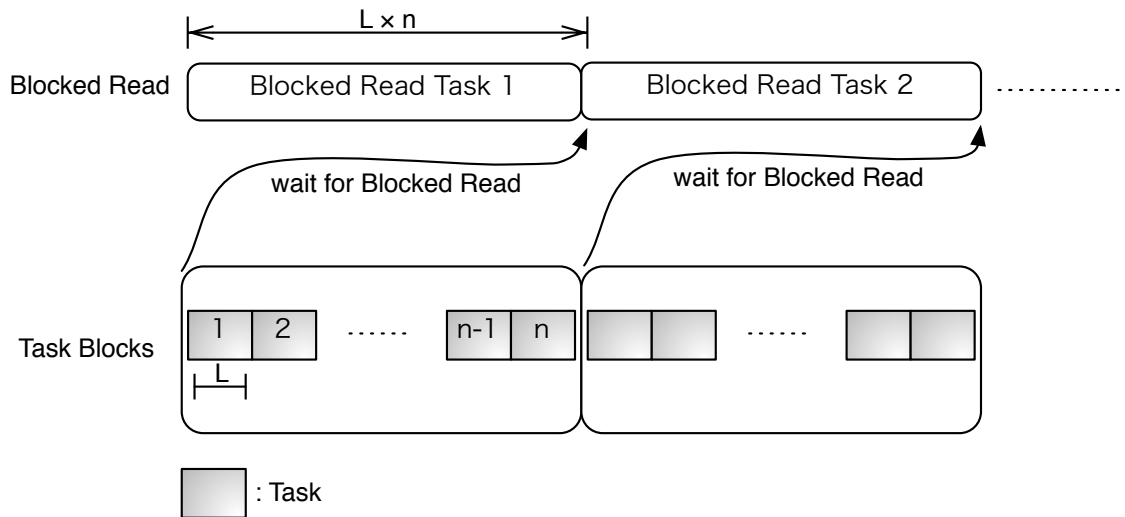 L × n
Blocked Read
Blocked Read Task 1
Blocked Read Task 2
wait for Blocked Read
wait for Blocked Read
Task Blocks
1
2
n-1
n
L
: Task